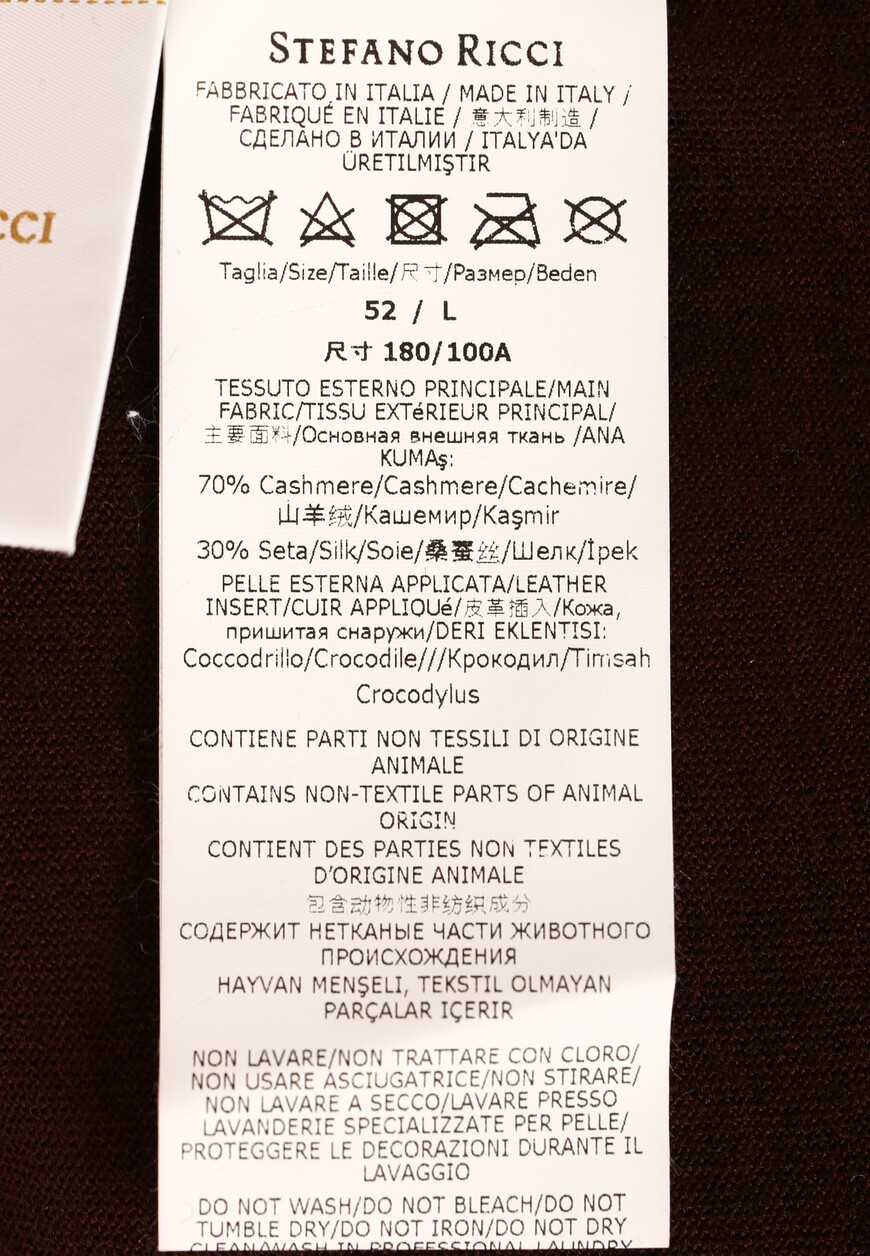 CCI
STEFANO RICCI
FABBRICATO IN ITALIA / MADE IN ITALY /
FABRIQUÉ EN ITALIE / 意大利制造 /
СДЕЛАНО В ИТАЛИИ / ITALYA'DA
ÜRETILMIŞTIR
Taglia/Size/Taille/尺寸/Размер/Beden
52 / L
尺寸 180/100A
TESSUTO ESTERNO PRINCIPALE/MAIN
FABRIC/TISSU EXTéRIEUR PRINCIPAL/
主要面料/Основная внешняя ткань /ANA
KUMAş:
70% Cashmere/Cashmere/Cachemire/
山羊绒/Кашемир/Kaşmir
30% Seta/Silk/Soie/桑蚕丝/Шелк/İpek
PELLE ESTERNA APPLICATA/LEATHER
INSERT/CUIR APPLIQUé/皮革插入/Кожа,
пришитая снаружи/DERI EKLENTISI:
Coccodrillo/Crocodile///Крокодил/Timsah
Crocodylus
CONTIENE PARTI NON TESSILI DI ORIGINE
ANIMALE
CONTAINS NON-TEXTILE PARTS OF ANIMAL
ORIGIN
CONTIENT DES PARTIES NON TEXTILES
D'ORIGINE ANIMALE
包含动物性非纺织成分
СОДЕРЖИТ НЕТКАНЫЕ ЧАСТИ ЖИВОТНОГО
ПРОИСХОЖДЕНИЯ
HAYVAN MENŞELI, TEKSTIL OLMAYAN
PARÇALAR IÇERIR
NON LAVARE/NON TRATTARE CON CLORO/
NON USARE ASCIUGATRICE/NON STIRARE/
NON LAVARE A SECCO/LAVARE PRESSO
LAVANDERIE SPECIALIZZATE PER PELLE/
PROTEGGERE LE DECORAZIONI DURANTE IL
LAVAGGIO
DO NOT WASH/DO NOT BLEACH/DO NOT
TUMBLE DRY/DO NOT IRON/DO NOT DRY
CLEAN/WASH IN PROFESSIONAL LAUNDRY